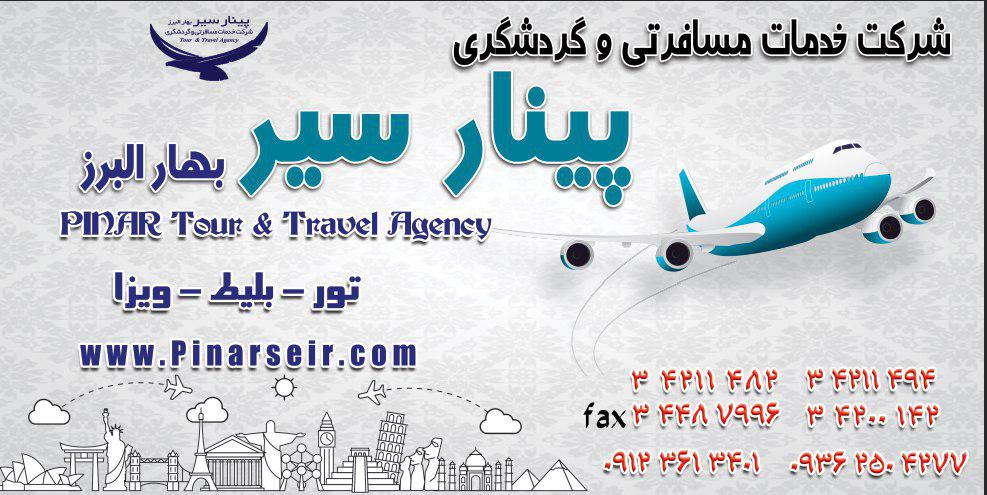 پینار سیر بهار البرز
شرکت خدمات مسافرتی و گردشگری
Tour & Travel Agency
شرکت خدمات مسافرتی و گردشگری
پینار سیر
بهار البرز
PINAR Tour & Travel Agency
تور – بلیط – ویزا
www.Pinarseir.com
۳ ۴۲۱۱ ۴۸۲ ۳ ۴۲۱۱ ۴۹۴
fax ۳ ۴۴۸ ۷۹۹۶ ۳ ۴۲۰۰ ۱۴۲
۰۹۱۲ ۳۶۱ ۳۴۰۱ ۰۹۳۶ ۲۵۰ ۴۲۷۷